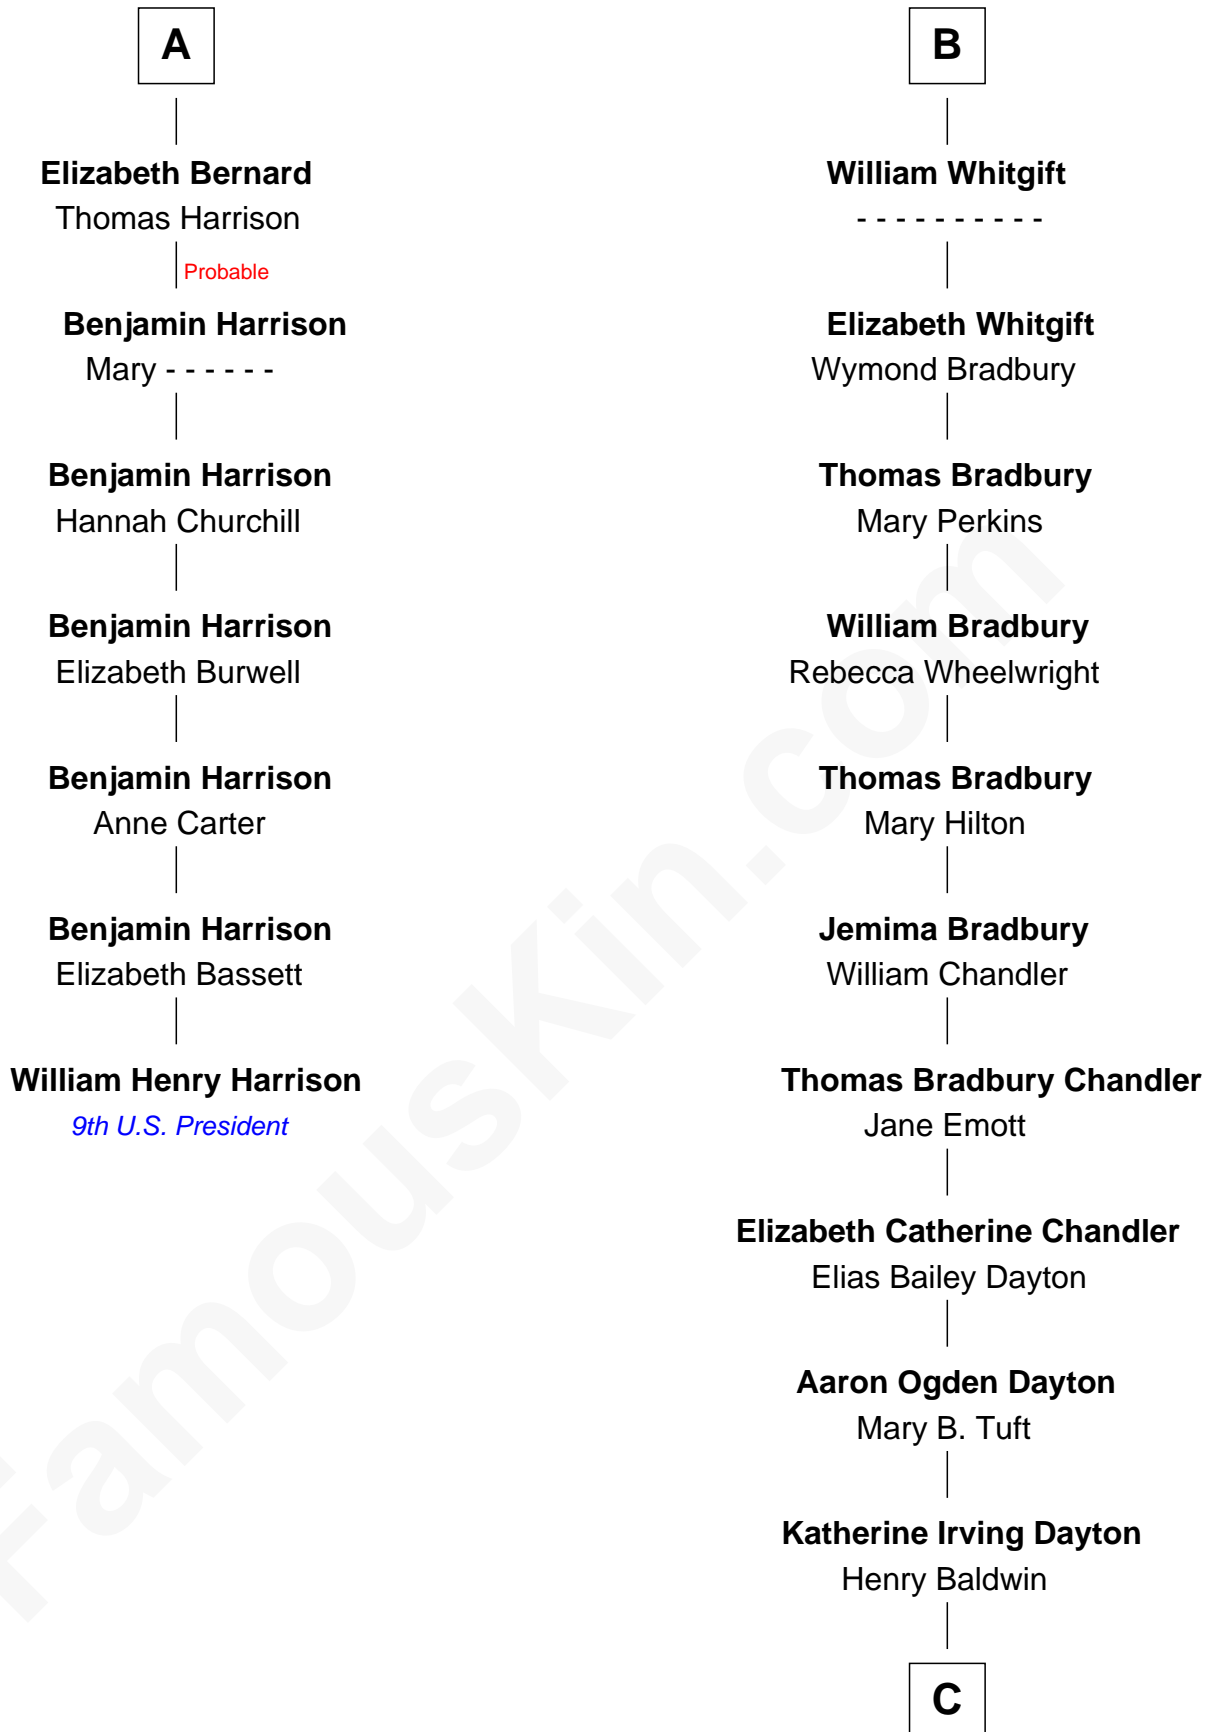 A
Elizabeth Bernard
Thomas Harrison
Probable
Benjamin Harrison
Mary - - - - - -
Benjamin Harrison
Hannah Churchill
Benjamin Harrison
Elizabeth Burwell
Benjamin Harrison
Anne Carter
Benjamin Harrison
Elizabeth Bassett
William Henry Harrison
9th U.S. President
B
William Whitgift
- - - - - - - - - -
Elizabeth Whitgift
Wymond Bradbury
Thomas Bradbury
Mary Perkins
William Bradbury
Rebecca Wheelwright
Thomas Bradbury
Mary Hilton
Jemima Bradbury
William Chandler
Thomas Bradbury Chandler
Jane Emott
Elizabeth Catherine Chandler
Elias Bailey Dayton
Aaron Ogden Dayton
Mary B. Tuft
Katherine Irving Dayton
Henry Baldwin
C
FamousKin.com